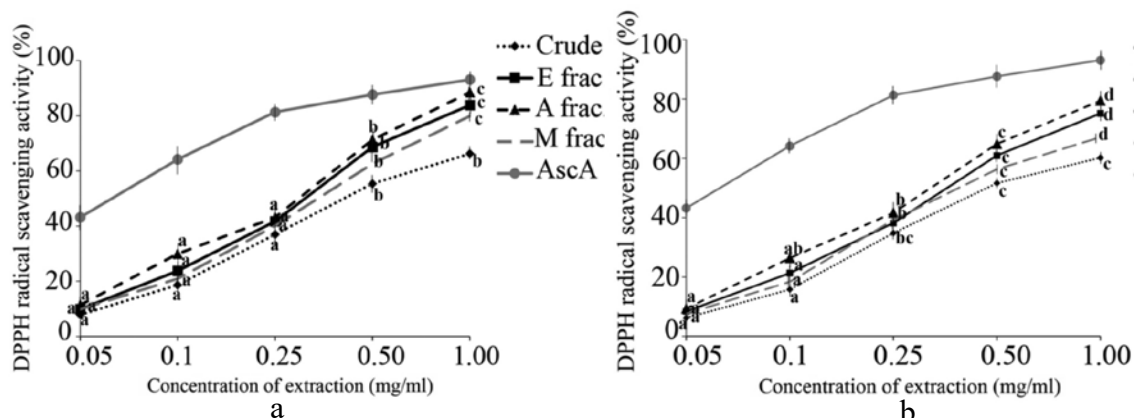 DPPH radical scavenging activity (%)
100
80
60
40
20
0
0.05 0.1 0.25 0.50 1.00
Concentration of extraction (mg/ml)
a
Crude
E frac
A frac
M frac
AscA
a a a a
a a a a
a a a a
b b b b
c c c b
DPPH radical scavenging activity (%)
100
80
60
40
20
0
0.05 0.1 0.25 0.50 1.00
Concentration of extraction (mg/ml)
b
a a a a
ab a a a
b b bc
c c c c
d d d c